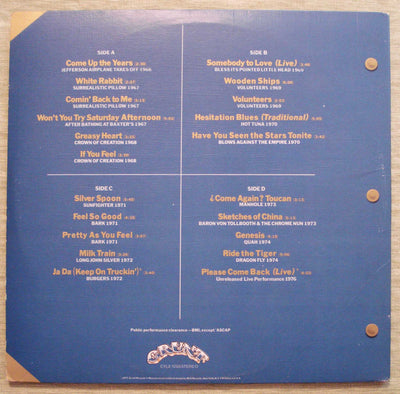 SIDE A
Come Up the Years
JEFFERSON AIRPLANE TAKES OFF 1966
White Rabbit
SURREALISTIC PILLOW 1967
Comin' Back to Me
SURREALISTIC PILLOW 1967
Won't You Try Saturday Afternoon
AFTER BATHING AT BAXTER'S 1967
Greasy Heart
CROWN OF CREATION 1968
If You Feel
CROWN OF CREATION 1968
SIDE B
Somebody to Love (Live)
BLESS ITS POINTED LITTLE HEAD 1969
Wooden Ships
VOLUNTEERS 1969
Volunteers
VOLUNTEERS 1969
Hesitation Blues (Traditional)
HOT TUNA 1970
Have You Seen the Stars Tonite
BLOWS AGAINST THE EMPIRE 1970
SIDE C
Silver Spoon
SUNFIGHTER 1971
Feel So Good
BARK 1971
Pretty As You Feel
BARK 1971
Milk Train
LONG JOHN SILVER 1972
Ja Da (Keep On Truckin')
BURGERS 1972
SIDE D
¿Come Again? Toucan
MANHOLE 1973
Sketches of China
BARON VON TOLLBOOTH & THE CHROME NUN 1973
Genesis
QUAH 1974
Ride the Tiger
DRAGON FLY 1974
Please Come Back (Live)*
Unreleased Live Performance 1976
Public performance clearance—BMI, except *ASCAP
GRUNT
STEREO